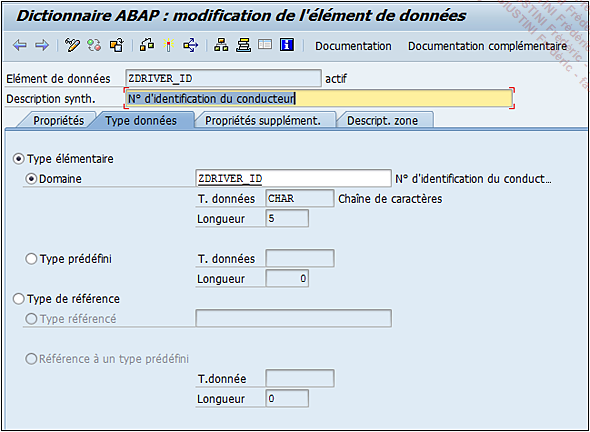 Dictionnaire ABAP : modification de l'élément de données
Documentation Documentation complémentaire
Elément de données ZDRIVER_ID actif
Description synth. N° d'identification du conducteur
Propriétés Type données Propriétés supplément. Descript. zone
Type élémentaire
Domaine ZDRIVER_ID N° d'identification du conduct...
T. données CHAR Chaîne de caractères
Longueur 5
Type prédéfini T. données
Longueur 0
Type de référence
Type référencé
Référence à un type prédéfini
T.donnée
Longueur 0